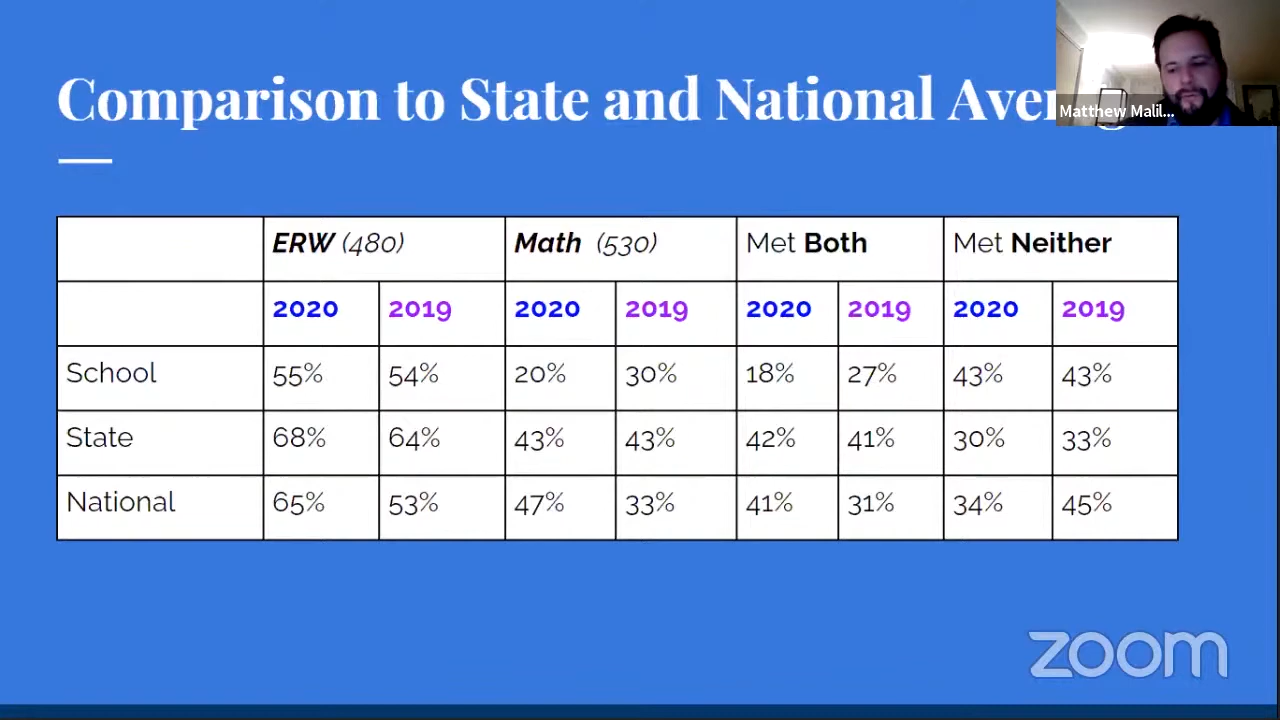 Comparison to State and National
Matthew Malil...
ERW (480) Math (530) Met Both Met Neither
2020 2019 2020 2019 2020 2019 2020 2019
School 55% 54% 20% 30% 18% 27% 43% 43%
State 68% 64% 43% 43% 42% 41% 30% 33%
National 65% 53% 47% 33% 41% 31% 34% 45%
zoom